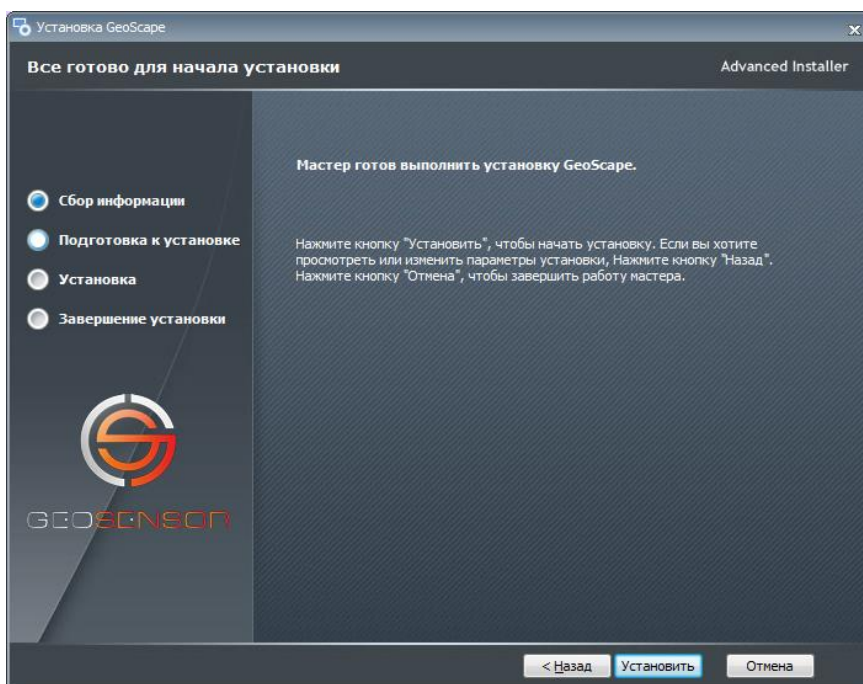 Установка GeoScape
Все готово для начала установки
Advanced Installer
Сбор информации
Подготовка к установке
Установка
Завершение установки
GEOSENSOR
Мастер готов выполнить установку GeoScape.
Нажмите кнопку "Установить", чтобы начать установку. Если вы хотите
просмотреть или изменить параметры установки, Нажмите кнопку "Назад".
Нажмите кнопку "Отмена", чтобы завершить работу мастера.
< Назад
Установить
Отмена